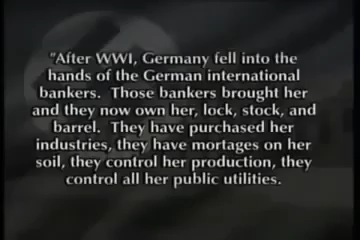 "After WWI, Germany fell into the
hands of the German international
bankers. Those bankers brought her
and they now own her, lock, stock, and
barrel. They have purchased her
industries, they have mortages on her
soil, they control her production, they
control all her public utilities.